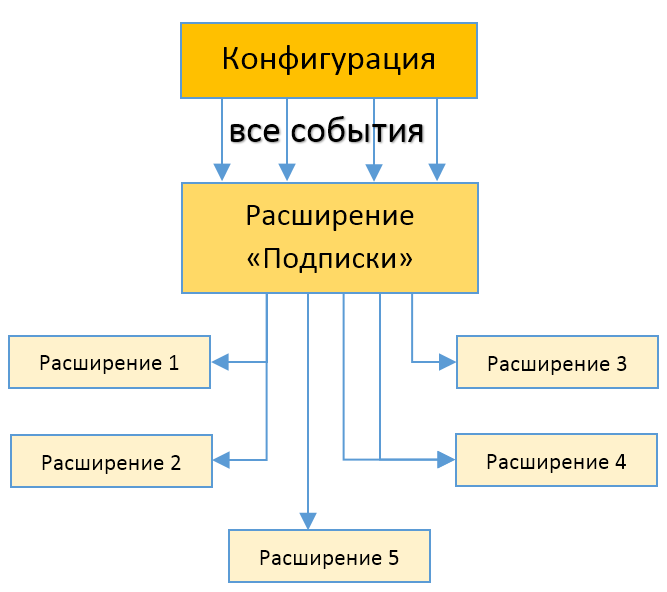 Конфигурация
все события
Расширение
«Подписки»
Расширение 1
Расширение 3
Расширение 2
Расширение 4
Расширение 5